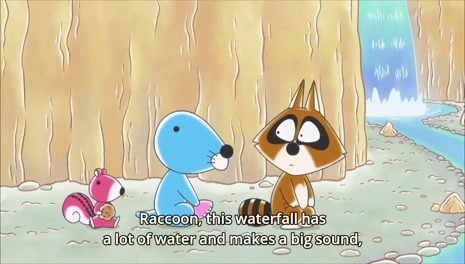 Raccoon, this waterfall has
a lot of water and makes a big sound,